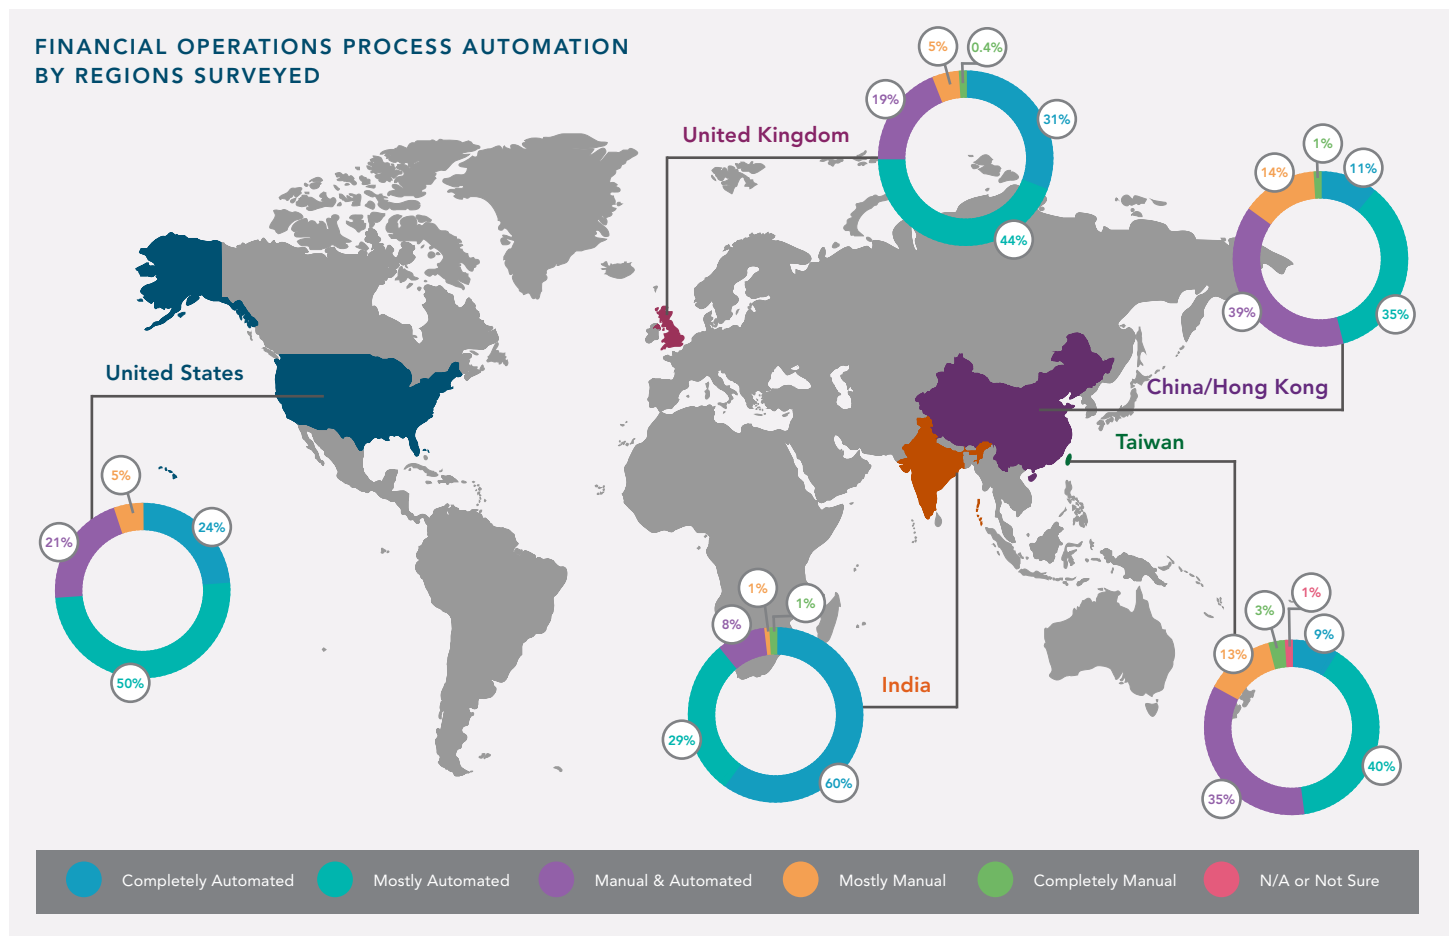 FINANCIAL OPERATIONS PROCESS AUTOMATION
BY REGIONS SURVEYED
United Kingdom
5%
0.4%
19%
31%
44%
China/Hong Kong
1%
14%
11%
39%
35%
United States
5%
21%
24%
50%
Taiwan
1%
3%
9%
13%
40%
35%
India
1%
1%
8%
29%
60%
Completely Automated
Mostly Automated
Manual & Automated
Mostly Manual
Completely Manual
N/A or Not Sure